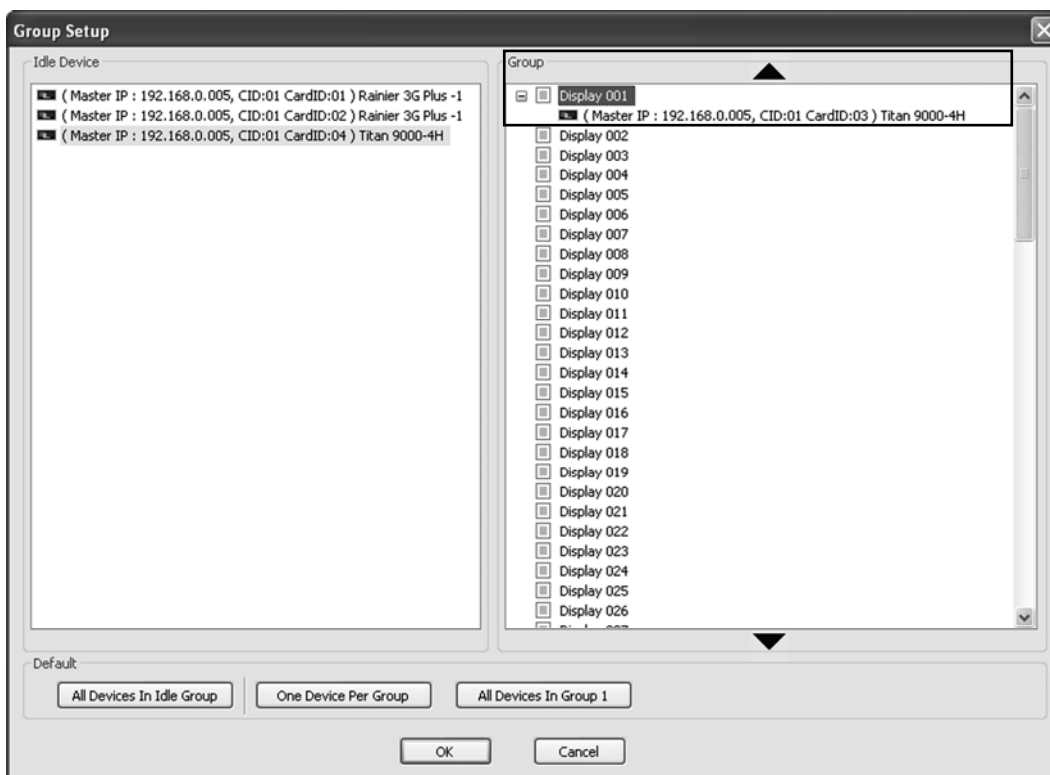 Group Setup
Idle Device
( Master IP : 192.168.0.005, CID:01 CardID:01 ) Rainier 3G Plus -1
( Master IP : 192.168.0.005, CID:01 CardID:02 ) Rainier 3G Plus -1
( Master IP : 192.168.0.005, CID:01 CardID:04 ) Titan 9000-4H
Group
Display 001
( Master IP : 192.168.0.005, CID:01 CardID:03 ) Titan 9000-4H
Display 002
Display 003
Display 004
Display 005
Display 006
Display 007
Display 008
Display 009
Display 010
Display 011
Display 012
Display 013
Display 014
Display 015
Display 016
Display 017
Display 018
Display 019
Display 020
Display 021
Display 022
Display 023
Display 024
Display 025
Display 026
Default
All Devices In Idle Group
One Device Per Group
All Devices In Group 1
OK
Cancel